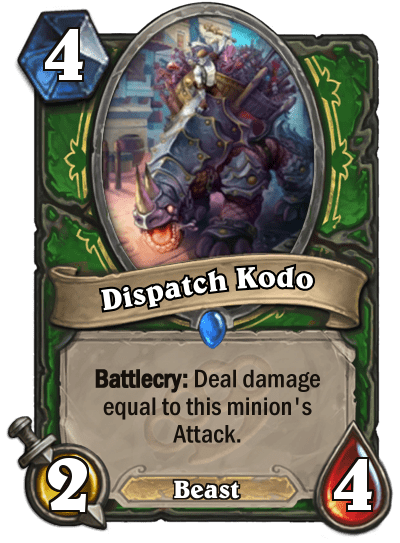 4
Dispatch Kodo
Battlecry: Deal damage
equal to this minion's
Attack.
2
Beast
4